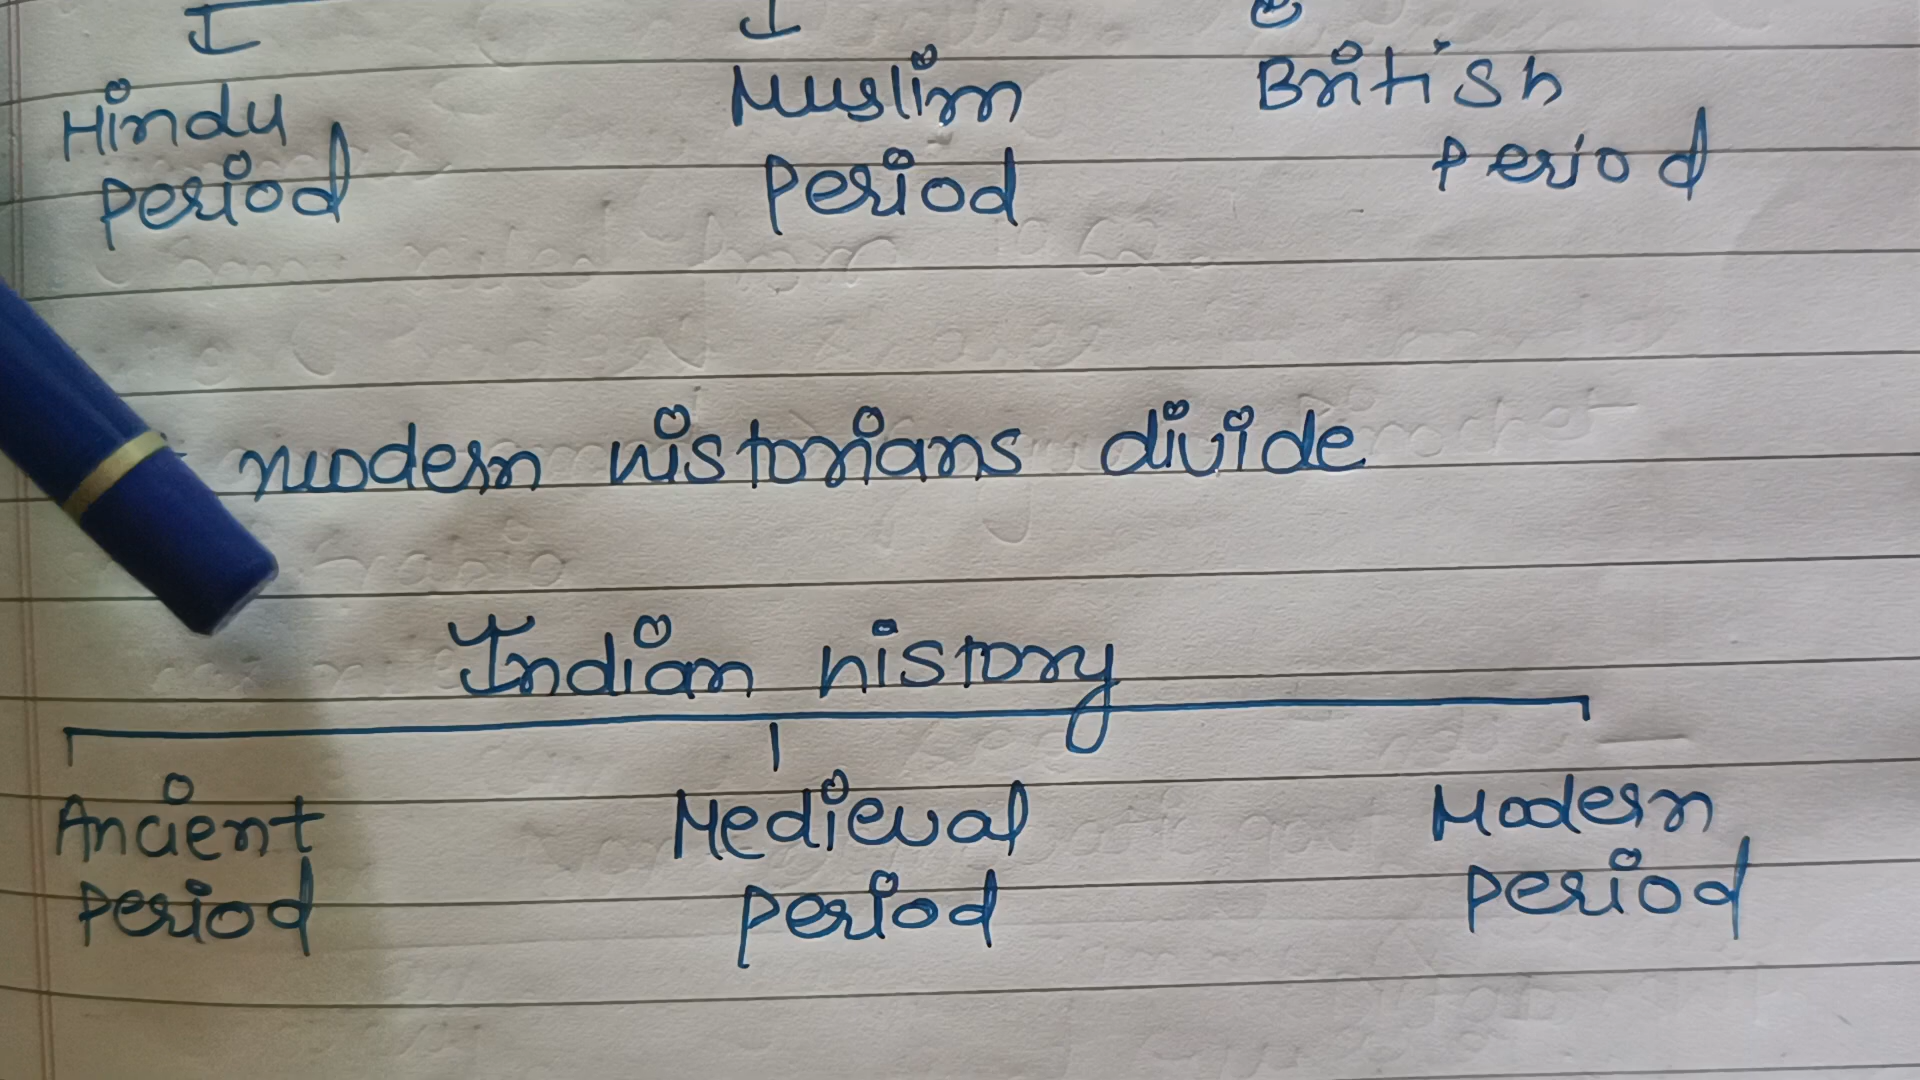 Hindu Muslim British
Period Period Period
modern historians divide
Indian history
Ancient Medieval Modern
Period Period Period